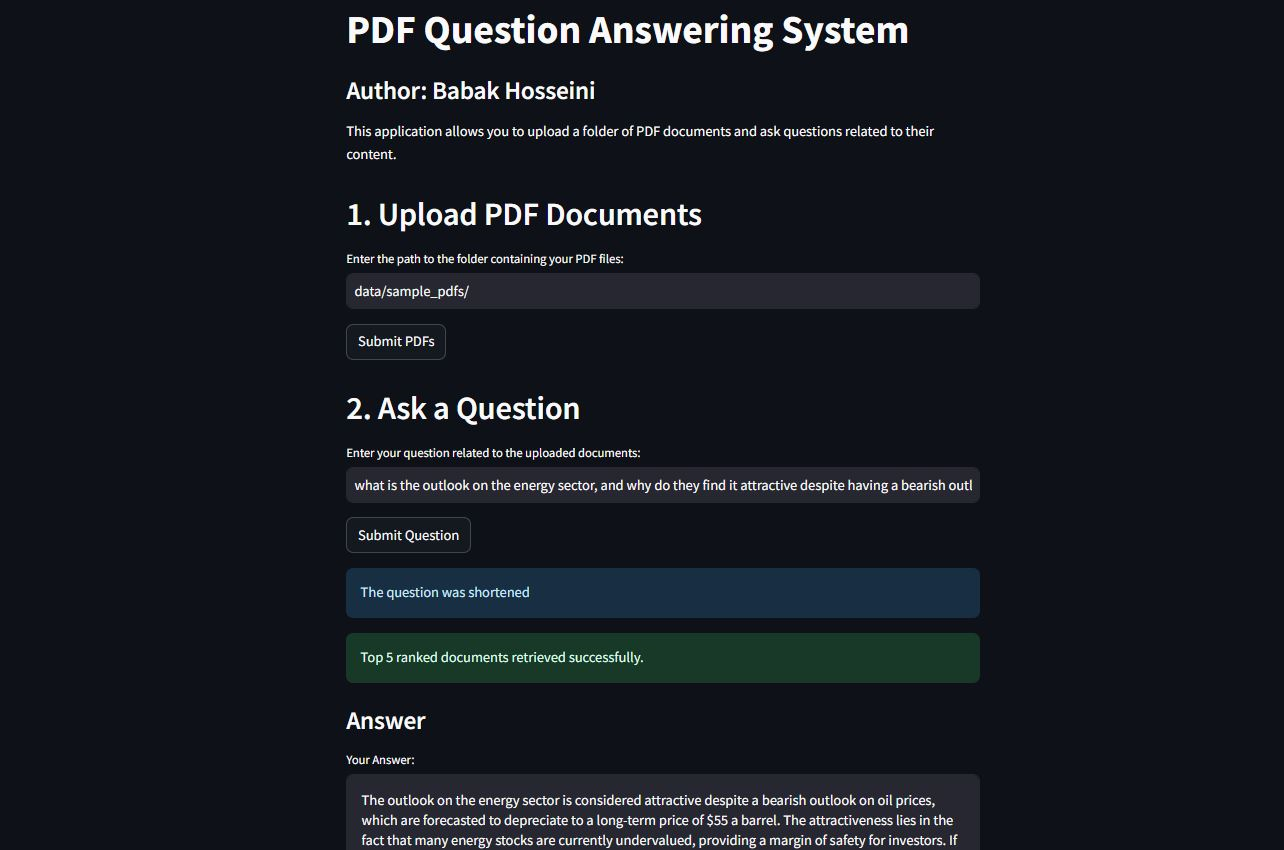 PDF Question Answering System
Author: Babak Hosseini
This application allows you to upload a folder of PDF documents and ask questions related to their
content.
1. Upload PDF Documents
Enter the path to the folder containing your PDF files:
data/sample_pdfs/
Submit PDFs
2. Ask a Question
Enter your question related to the uploaded documents:
what is the outlook on the energy sector, and why do they find it attractive despite having a bearish outl
Submit Question
The question was shortened
Top 5 ranked documents retrieved successfully.
Answer
Your Answer:
The outlook on the energy sector is considered attractive despite a bearish outlook on oil prices,
which are forecasted to depreciate to a long-term price of $55 a barrel. The attractiveness lies in the
fact that many energy stocks are currently undervalued, providing a margin of safety for investors. If